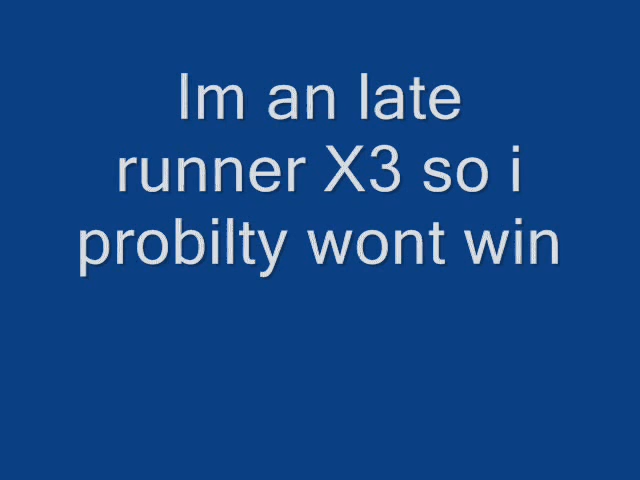 Im an late
runner X3 so i
probilty wont win